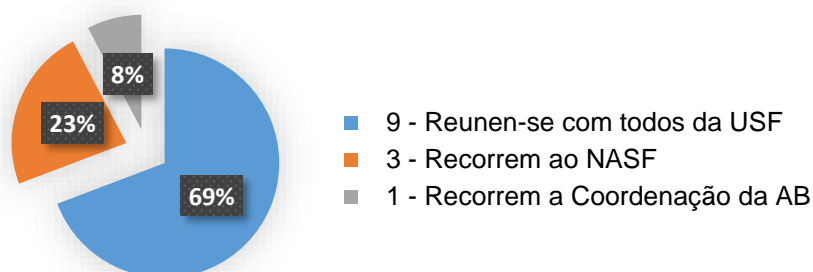 8%
23%
69%
9 - Reunen-se com todos da USF
3 - Recorrem ao NASF
1 - Recorrem a Coordenação da AB